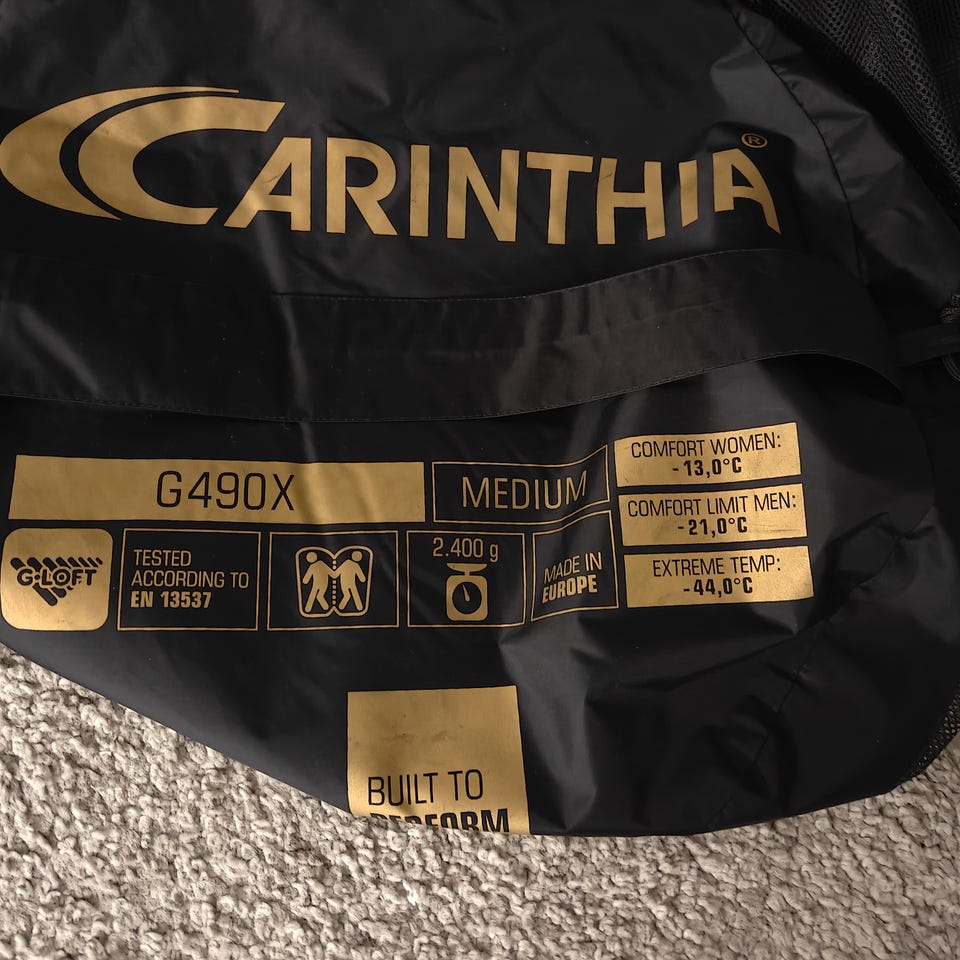 CARINTHIA®
G490X
MEDIUM
COMFORT WOMEN:
-13,0°C
COMFORT LIMIT MEN:
-21,0°C
EXTREME TEMP:
-44,0°C
G-LOFT
TESTED
ACCORDING TO
EN 13537
2.400 g
MADE IN
EUROPE
BUILT TO
PERFORM